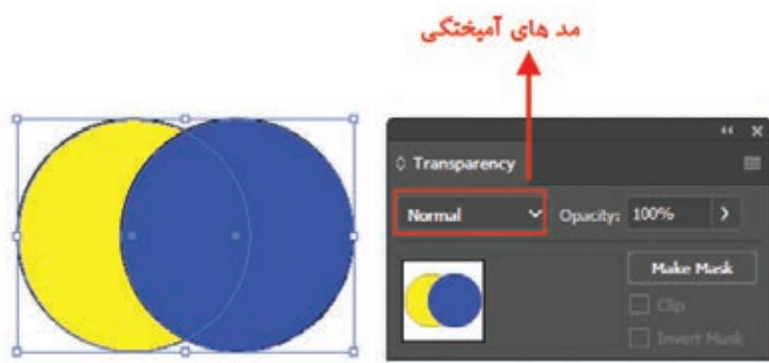 مد های آمیختگی
Transparency
Normal
Opacity: 100%
Make Mask
Clip
Invert Mask